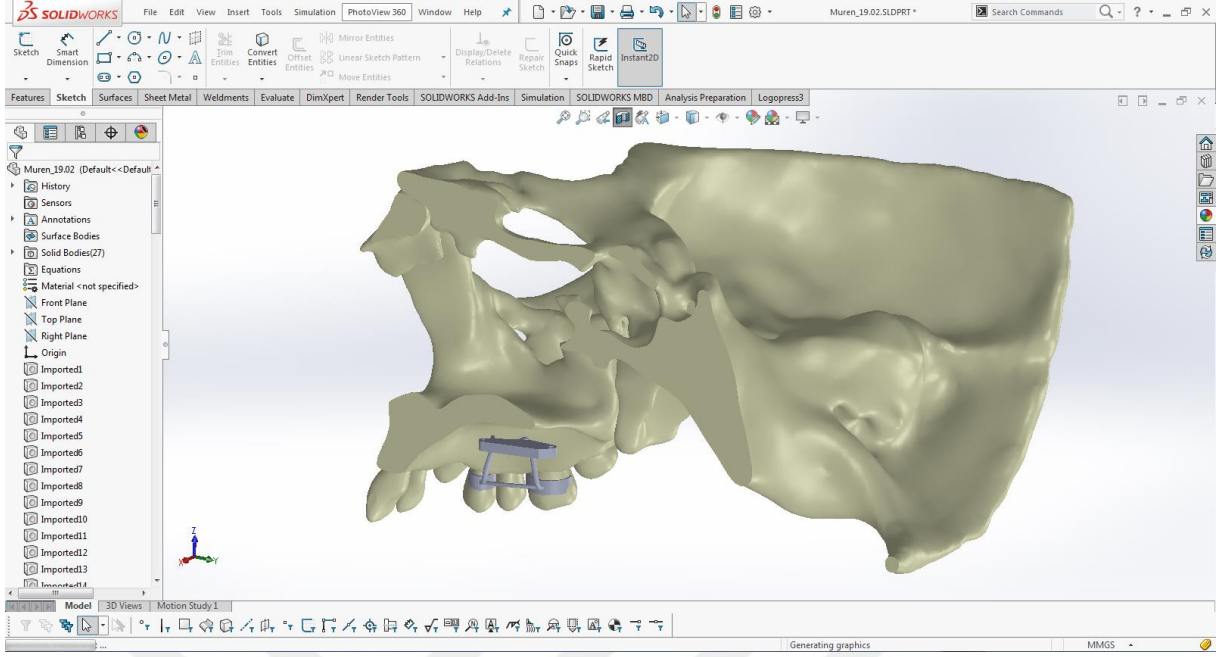 SOLIDWORKS File Edit View Insert Tools Simulation PhotoView 360 Window Help Muren_19.02.SLDPRT * Search Commands
Sketch Smart Dimension Trim Entities Convert Entities Offset Entities Mirror Entities Linear Sketch Pattern Move Entities Display/Delete Relations Repair Sketch Quick Snaps Rapid Sketch Instant2D
Features Sketch Surfaces Sheet Metal Weldments Evaluate DimXpert Render Tools SOLIDWORKS Add-Ins Simulation SOLIDWORKS MBD Analysis Preparation Logopress3
Muren_19.02 (Default<<Default
History
Sensors
Annotations
Surface Bodies
Solid Bodies(27)
Equations
Material <not specified>
Front Plane
Top Plane
Right Plane
Origin
Imported1
Imported2
Imported3
Imported4
Imported5
Imported6
Imported7
Imported8
Imported9
Imported10
Imported11
Imported12
Imported13
Imported14
Z
X Y
Model 3D Views Motion Study 1
Generating graphics MMGS